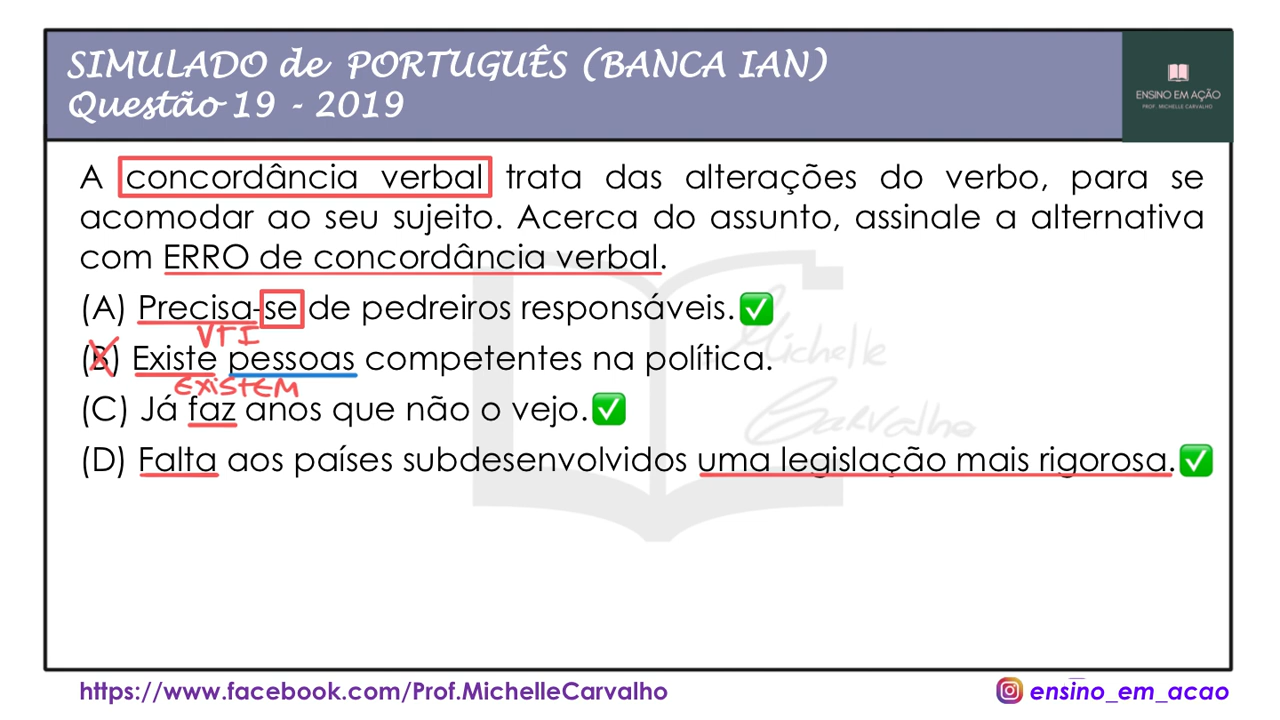 SIMULADO de PORTUGUÊS (BANCA IAN)
Questão 19 - 2019
ENSINO EM AÇÃO
PROF. MICHELLE CARVALHO
A concordância verbal trata das alterações do verbo, para se
acomodar ao seu sujeito. Acerca do assunto, assinale a alternativa
com ERRO de concordância verbal.
(A) Precisa-se de pedreiros responsáveis.
VTI
(B) Existe pessoas competentes na política.
EXISTEM
(C) Já faz anos que não o vejo.
(D) Falta aos países subdesenvolvidos uma legislação mais rigorosa.
Michelle
Carvalho
https://www.facebook.com/Prof.MichelleCarvalho
ensino_em_acao